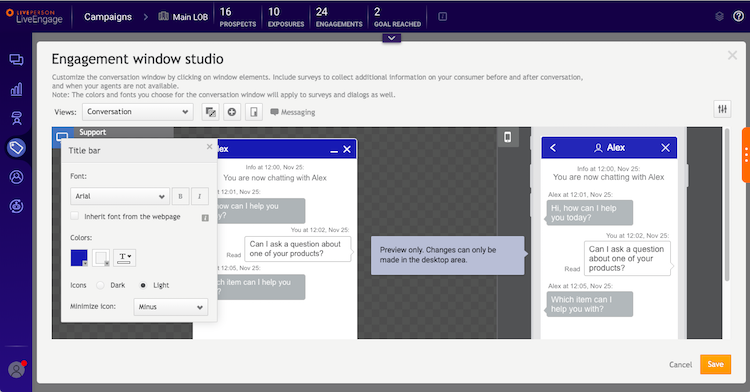 LIVEPERSON
LiveEngage
Campaigns
Main LOB
16
PROSPECTS
10
EXPOSURES
24
ENGAGEMENTS
2
GOAL REACHED
Engagement window studio
Customize the conversation window by clicking on window elements. Include surveys to collect additional information on your consumer before and after conversation,
and when your agents are not available.
Note: The colors and fonts you choose for the conversation window will apply to surveys and dialogs as well.
Views:
Conversation
Messaging
Support
Title bar
Font:
Arial
B
I
Inherit font from the webpage
Colors:
T
Icons
Dark
Light
Minimize icon:
Minus
Info at 12:00, Nov 25:
You are now chatting with Alex
12:01, Nov 25:
how can I help you
You at 12:02, Nov 25:
Can I ask a question about
one of your products?
Read
12:05, Nov 25:
item can I help you
Preview only. Changes can only be
made in the desktop area.
Alex
Info at 12:00, Nov 25:
You are now chatting with Alex
Alex at 12:01, Nov 25:
Hi, how can I help
you today?
You at 12:02, Nov 25:
Can I ask a question
about one of your
products?
Read
Alex at 12:05, Nov 25:
Which item can I
help you with?
Cancel
Save